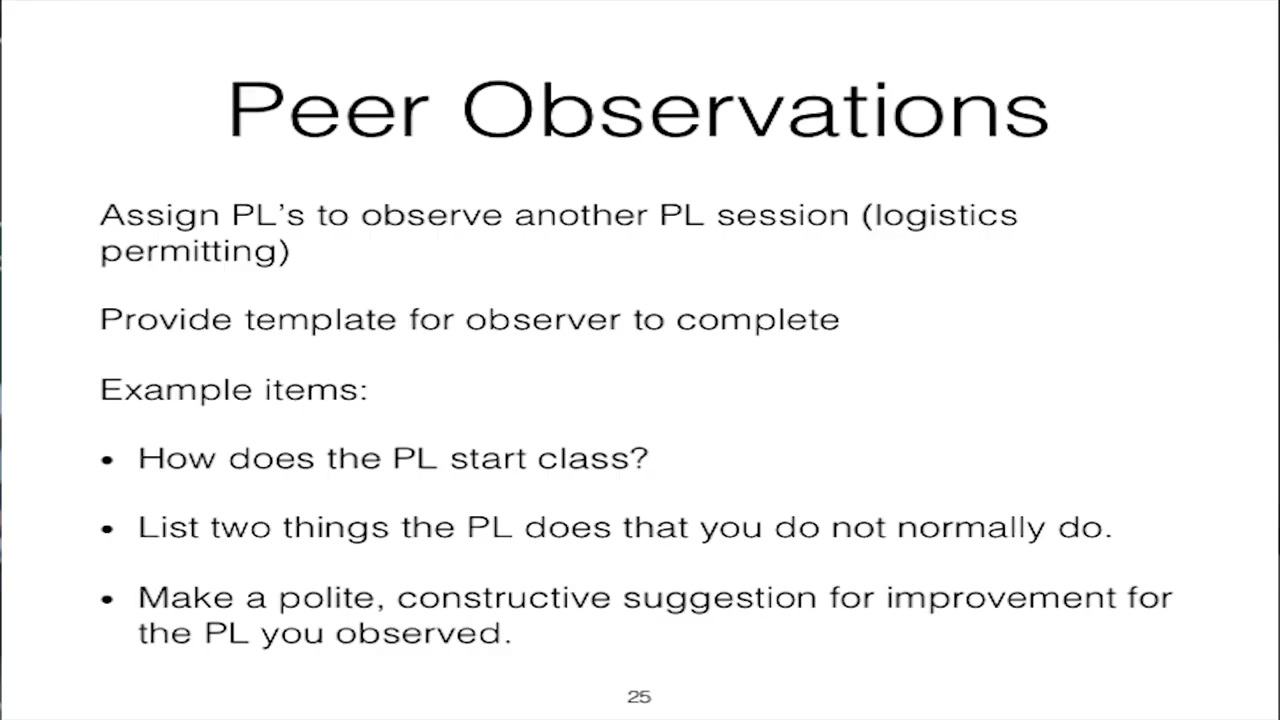 Peer Observations
Assign PL's to observe another PL session (logistics
permitting)
Provide template for observer to complete
Example items:
• How does the PL start class?
• List two things the PL does that you do not normally do.
• Make a polite, constructive suggestion for improvement for
the PL you observed.
25